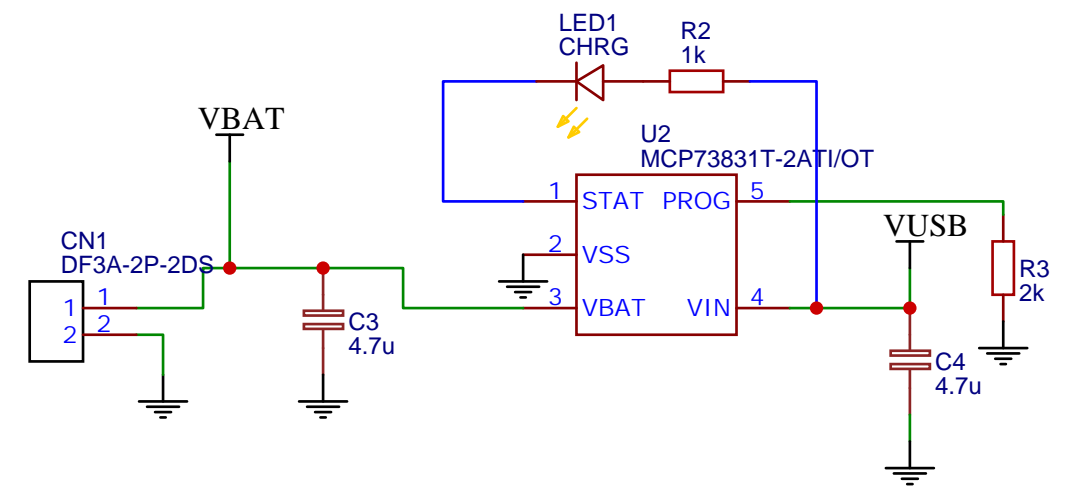 LED1
CHRG
R2
1k
VBAT
U2
MCP73831T-2ATI/OT
1
STAT
PROG
5
VUSB
CN1
DF3A-2P-2DS
2
VSS
R3
2k
1
1
3
VBAT
VIN
4
2
2
C3
4.7u
C4
4.7u